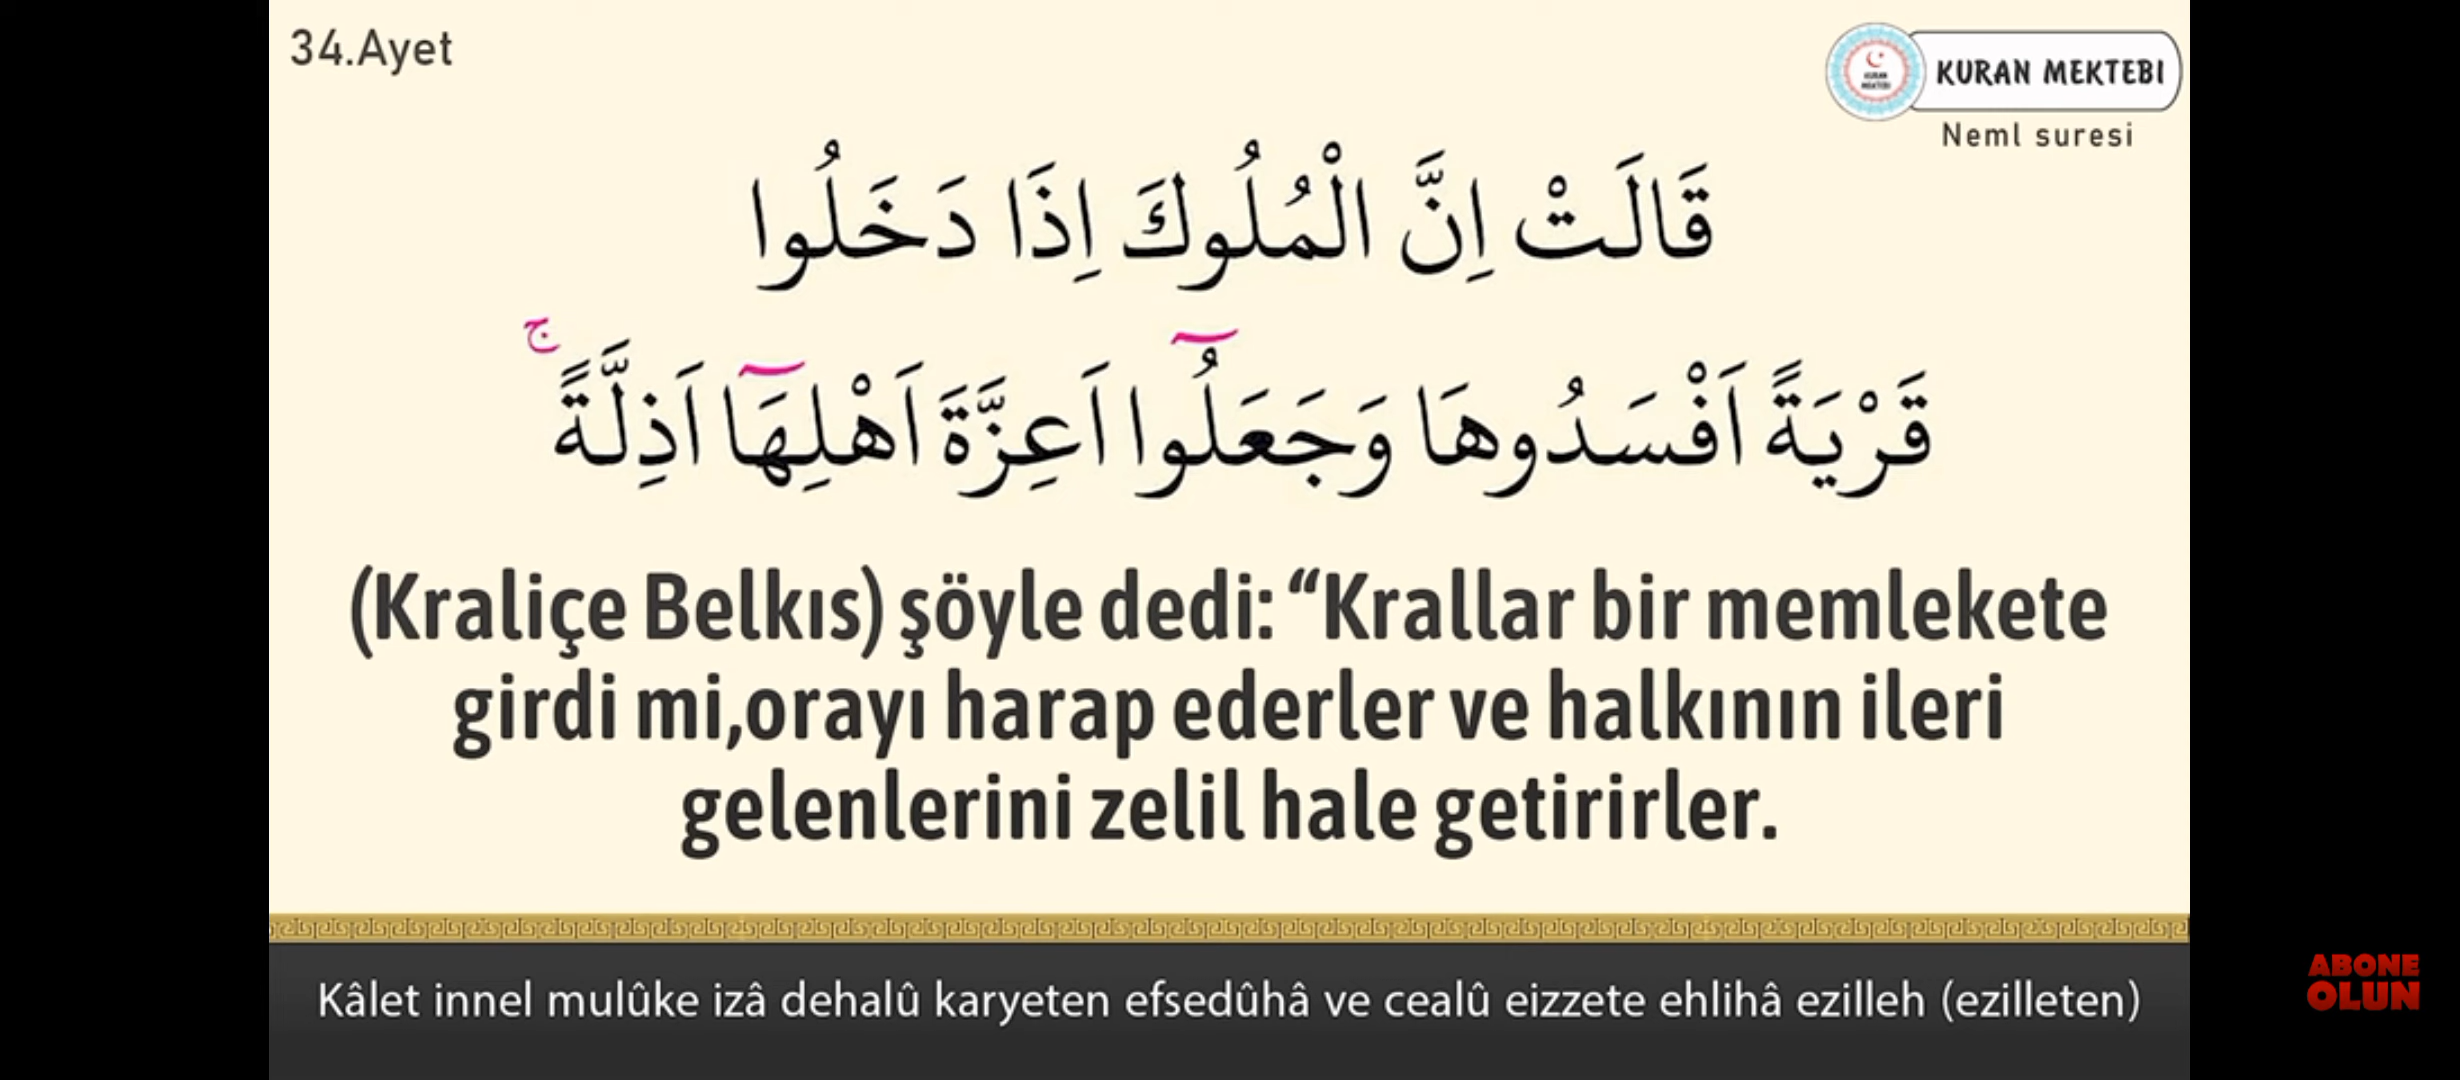 34.Ayet
KURAN MEKTEBI
Neml suresi
قَالَتْ اِنَّ الْمُلُوكَ اِذَا دَخَلُوا
قَرْيَةً اَفْسَدُوهَا وَجَعَلُٓوا اَعِزَّةَ اَهْلِهَٓا اَذِلَّةًۚ
(Kraliçe Belkıs) şöyle dedi: “Krallar bir memlekete
girdi mi,orayı harap ederler ve halkının ileri
gelenlerini zelil hale getirirler.
Kâlet innel mulûke izâ dehalû karyeten efsedûhâ ve cealû eizzete ehlihâ ezilleh (ezilleten)
ABONE
OLUN